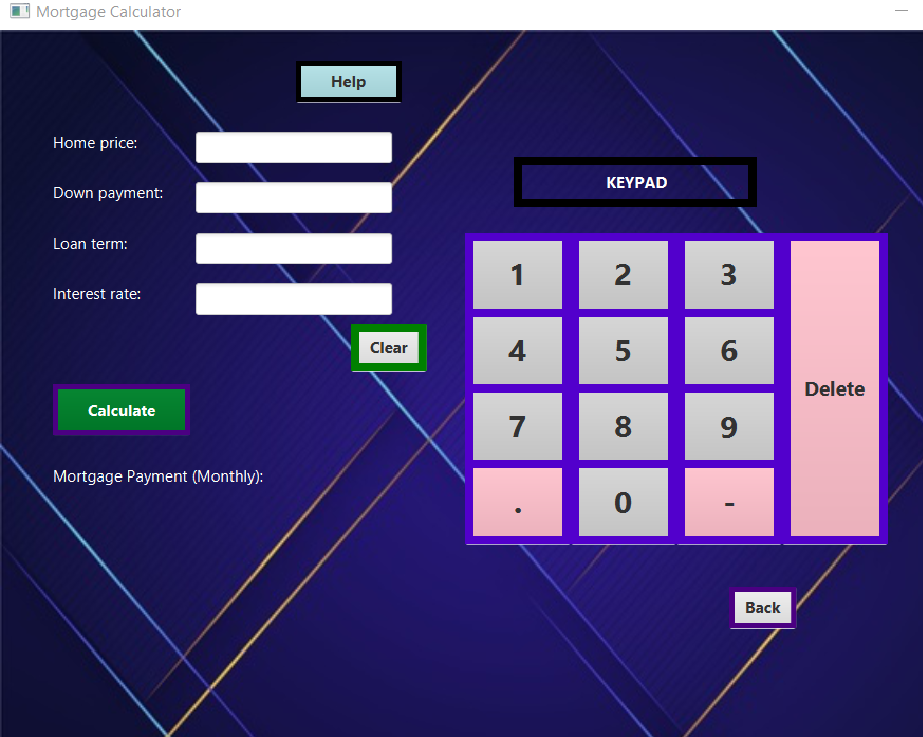 Mortgage Calculator
Help
Home price:
Down payment:
Loan term:
Interest rate:
Clear
Calculate
Mortgage Payment (Monthly):
KEYPAD
1 2 3
4 5 6
Delete
7 8 9
. 0 -
Back